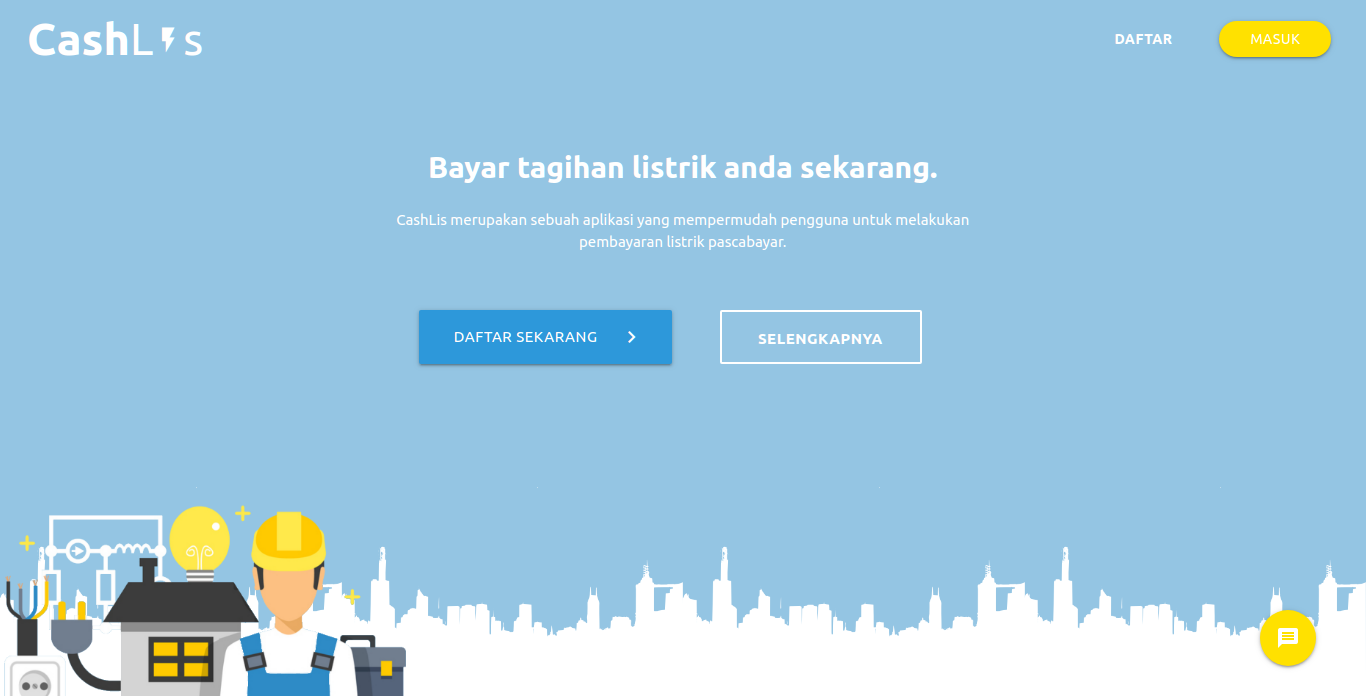 CashLis
DAFTAR
MASUK
Bayar tagihan listrik anda sekarang.
CashLis merupakan sebuah aplikasi yang mempermudah pengguna untuk melakukan
pembayaran listrik pascabayar.
DAFTAR SEKARANG
SELENGKAPNYA